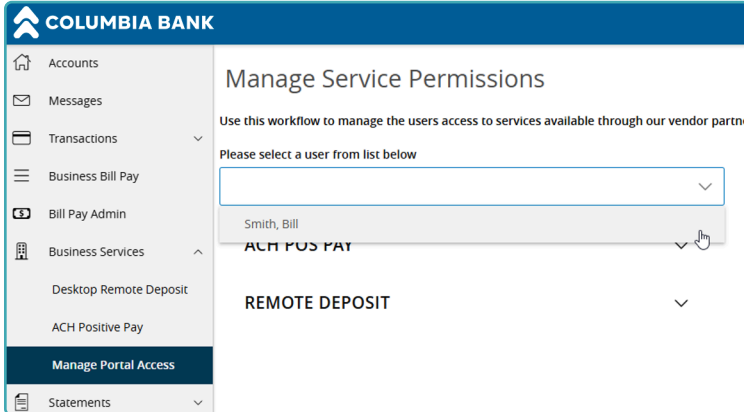 COLUMBIA BANK
Accounts
Messages
Transactions
Business Bill Pay
Bill Pay Admin
Business Services
Desktop Remote Deposit
ACH Positive Pay
Manage Portal Access
Statements
Manage Service Permissions
Use this workflow to manage the users access to services available through our vendor
Please select a user from list below
Smith, Bill
ACH POS PAY
REMOTE DEPOSIT